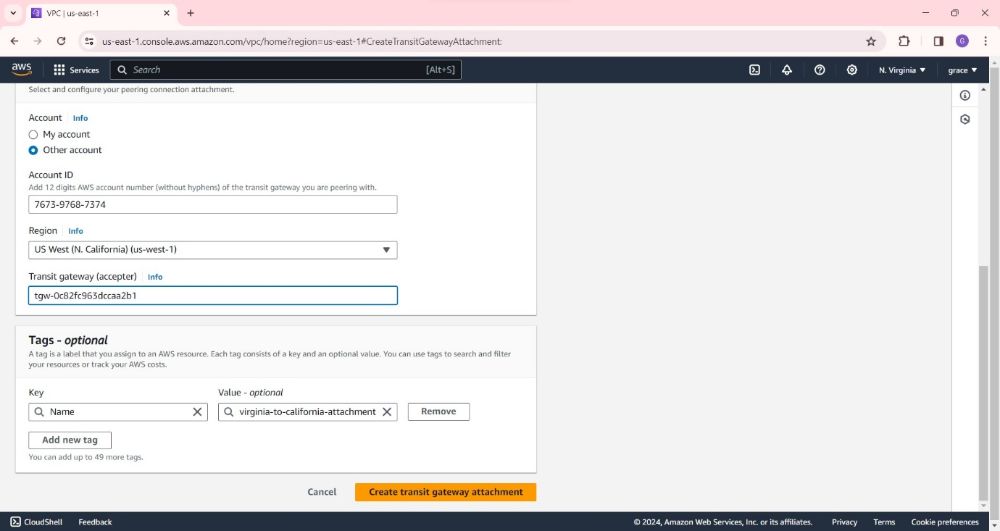 VPC | us-east-1
us-east-1.console.aws.amazon.com/vpc/home?region=us-east-1#CreateTransitGatewayAttachment:
G
aws
Services
Search
[Alt+S]
N. Virginia
grace
Select and configure your peering connection attachment.
Account
Info
My account
Other account
Account ID
Add 12 digits AWS account number (without hyphens) of the transit gateway you are peering with.
7673-9768-7374
Region
Info
US West (N. California) (us-west-1)
Transit gateway (accepter)
Info
tgw-0c82fc963dccaa2b1
Tags - optional
A tag is a label that you assign to an AWS resource. Each tag consists of a key and an optional value. You can use tags to search and filter
your resources or track your AWS costs.
Key
Value - optional
Name
virginia-to-california-attachment
Remove
Add new tag
You can add up to 49 more tags.
Cancel
Create transit gateway attachment
CloudShell
Feedback
© 2024, Amazon Web Services, Inc. or its affiliates.
Privacy
Terms
Cookie preferences